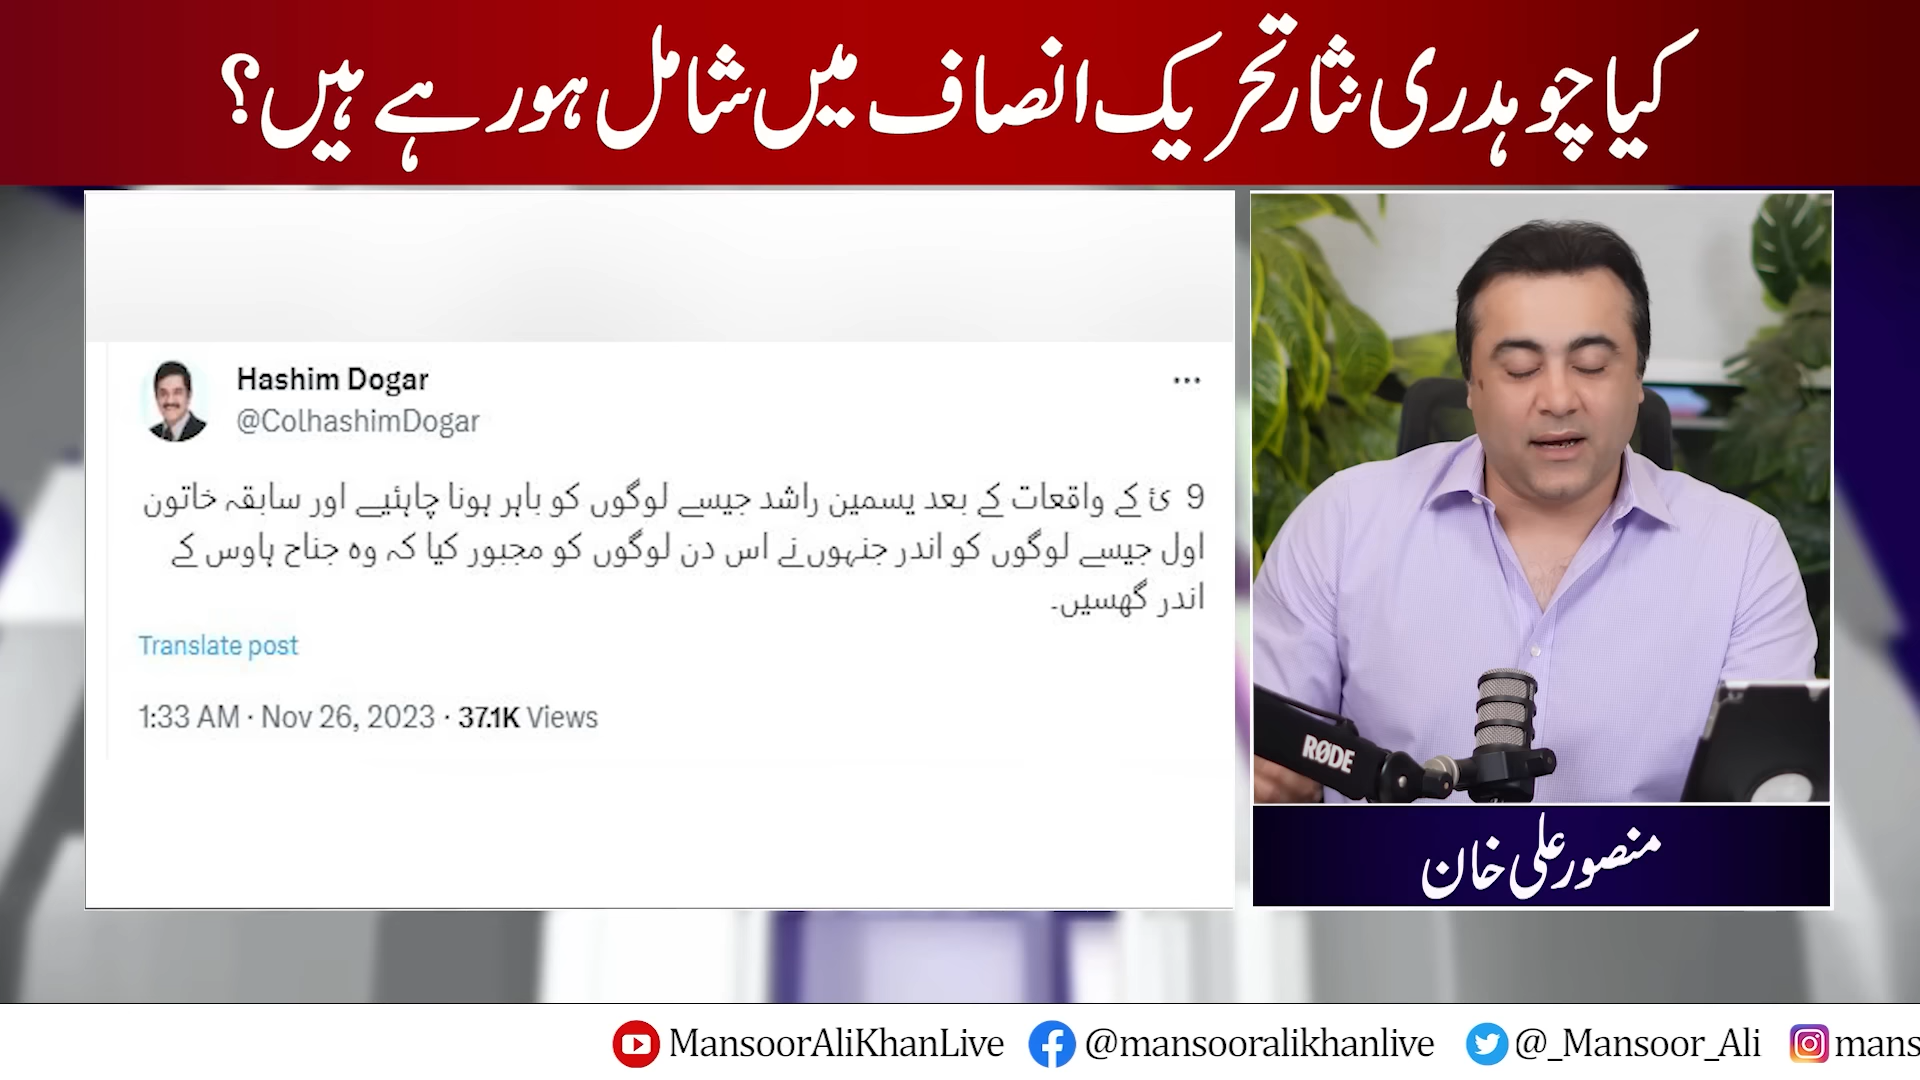 کیا چوہدری نثار تحریک انصاف میں شامل ہو رہے ہیں؟
Hashim Dogar
@ColhashimDogar
9 ئ کے واقعات کے بعد یسمین راشد جیسے لوگوں کو باہر ہونا چاہئیے اور سابقہ خاتون
اول جیسے لوگوں کو اندر جنہوں نے اس دن لوگوں کو مجبور کیا کہ وہ جناح ہاوس کے
اندر گھسیں۔
Translate post
1:33 AM · Nov 26, 2023 · 37.1K Views
RØDE
منصور علی خان
MansoorAliKhanLive @mansooralikhanlive @_Mansoor_Ali mans